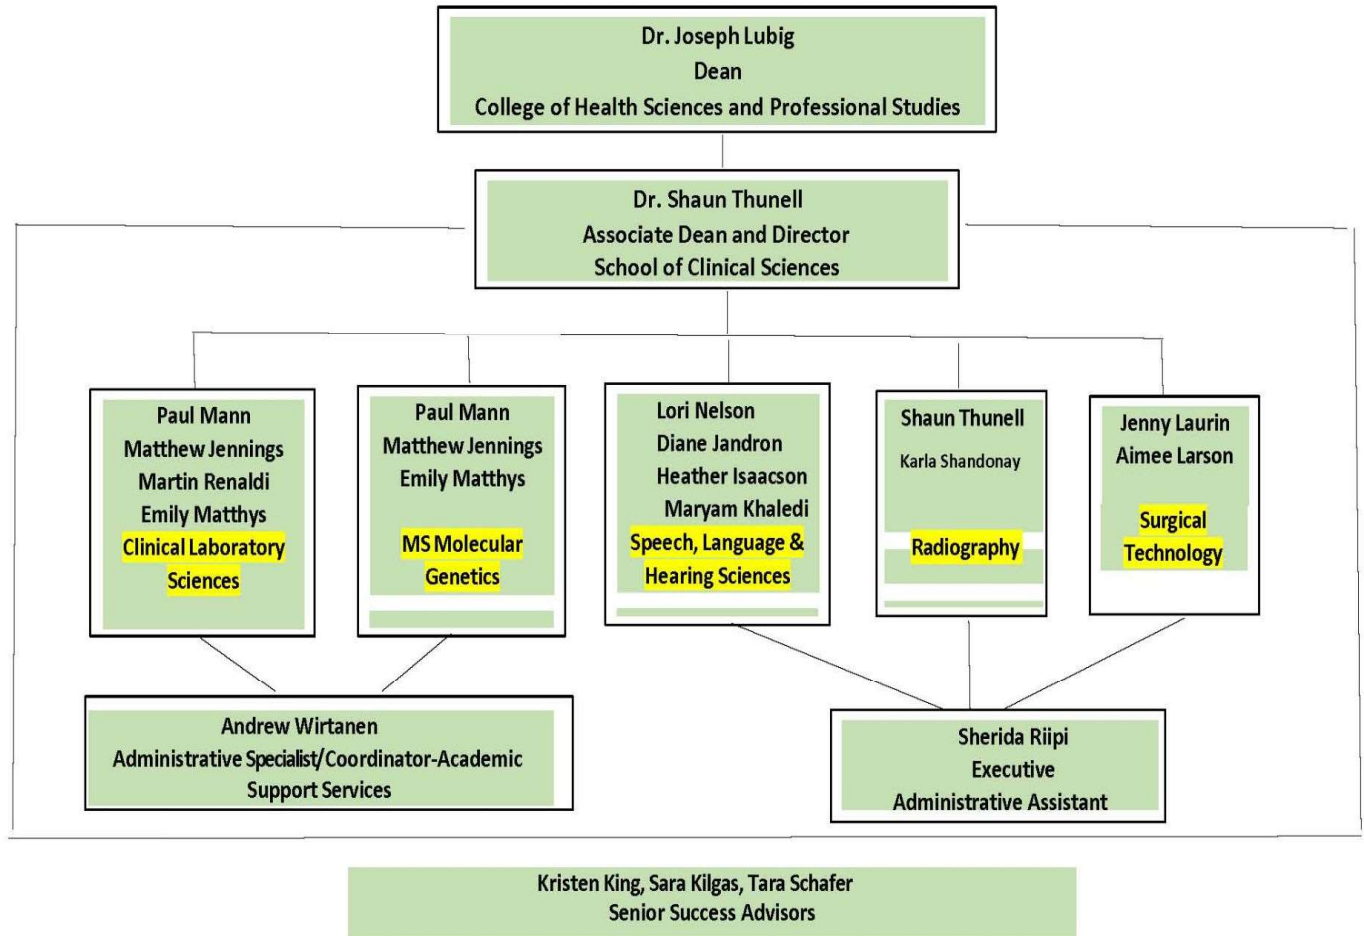 Dr. Joseph Lubig
Dean
College of Health Sciences and Professional Studies
Dr. Shaun Thunell
Associate Dean and Director
School of Clinical Sciences
Paul Mann
Matthew Jennings
Martin Renaldi
Emily Matthys
Clinical Laboratory
Sciences
Paul Mann
Matthew Jennings
Emily Matthys
MS Molecular
Genetics
Lori Nelson
Diane Jandron
Heather Isaacson
Maryam Khaledi
Speech, Language &
Hearing Sciences
Shaun Thunell
Karla Shandonay
Radiography
Jenny Laurin
Aimee Larson
Surgical
Technology
Andrew Wirtanen
Administrative Specialist/Coordinator-Academic
Support Services
Sherida Riipi
Executive
Administrative Assistant
Kristen King, Sara Kilgas, Tara Schafer
Senior Success Advisors